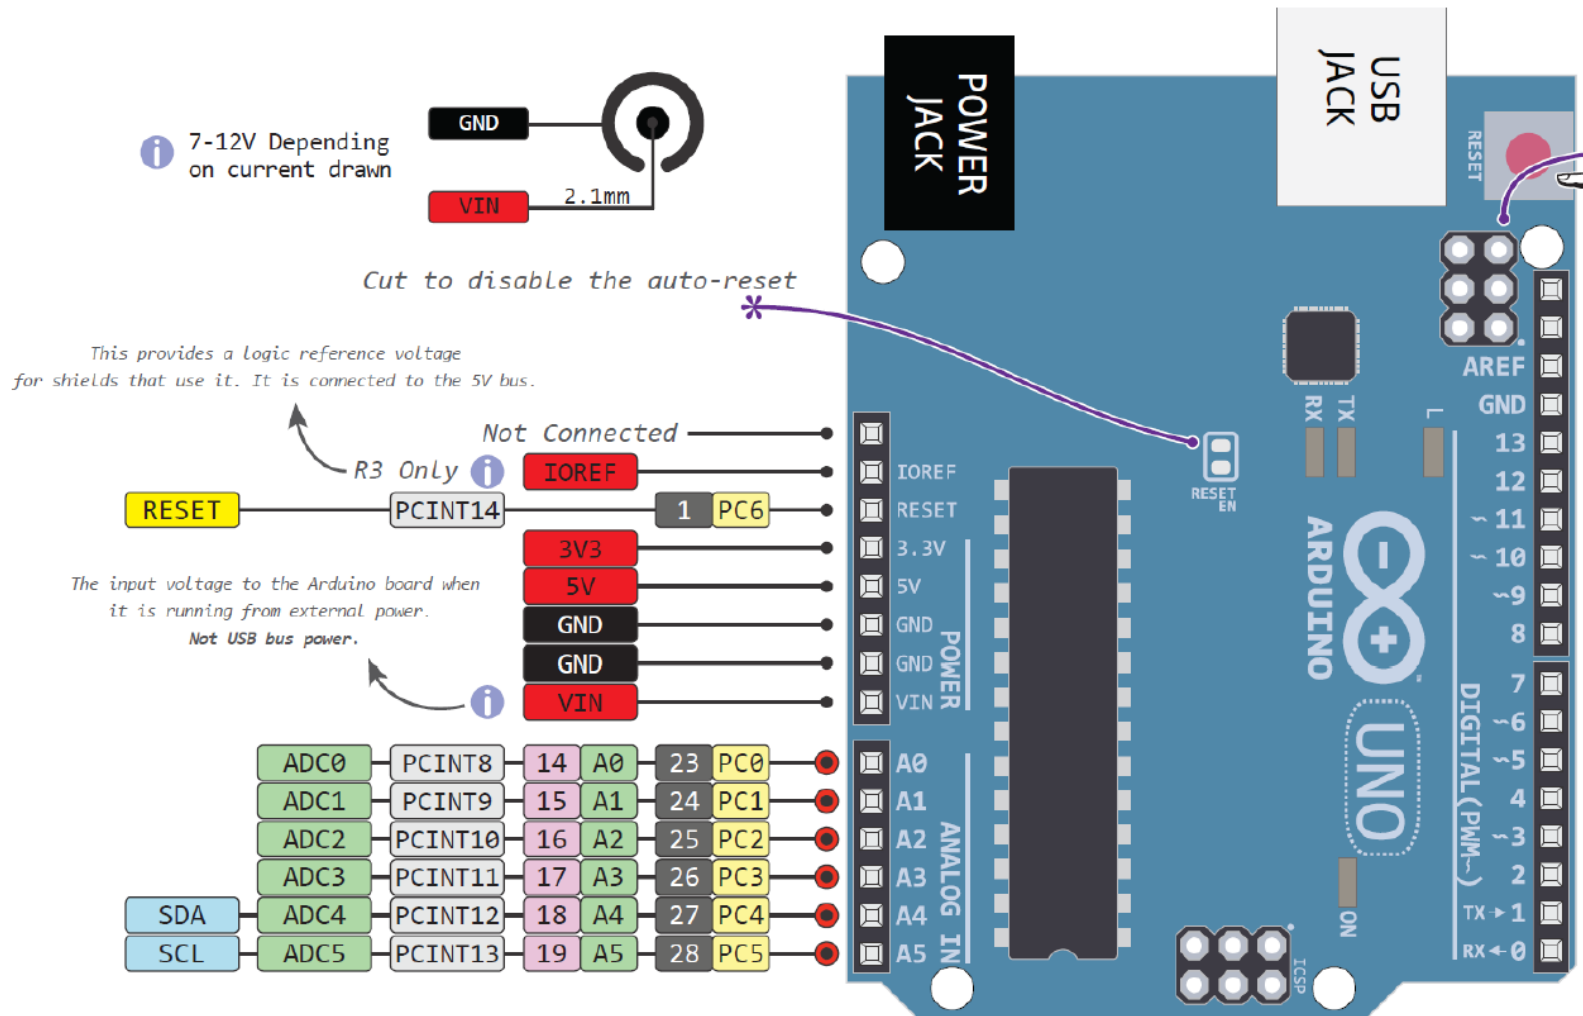 POWER
JACK
USB
JACK
GND
7-12V Depending
on current drawn
VIN
2.1mm
RESET
Cut to disable the auto-reset
*
This provides a logic reference voltage
for shields that use it. It is connected to the 5V bus.
Not Connected
R3 Only
i
IOREF
RESET
PCINT14
1
PC6
3V3
5V
GND
GND
VIN
The input voltage to the Arduino board when
it is running from external power.
Not USB bus power.
i
i
ADC0 PCINT8 14 A0 23 PC0
ADC1 PCINT9 15 A1 24 PC1
ADC2 PCINT10 16 A2 25 PC2
ADC3 PCINT11 17 A3 26 PC3
SDA ADC4 PCINT12 18 A4 27 PC4
SCL ADC5 PCINT13 19 A5 28 PC5
IOREF
RESET
3.3V
5V
GND
GND
VIN
POWER
A0
A1
A2
A3
A4
A5
ANALOG IN
RESET
EN
RX
TX
L
ARDUINO
™
UNO
ON
ICSP
AREF
GND
13
12
~11
~10
~9
8
7
~6
~5
4
~3
2
TX→1
RX←0
DIGITAL(PWM~)